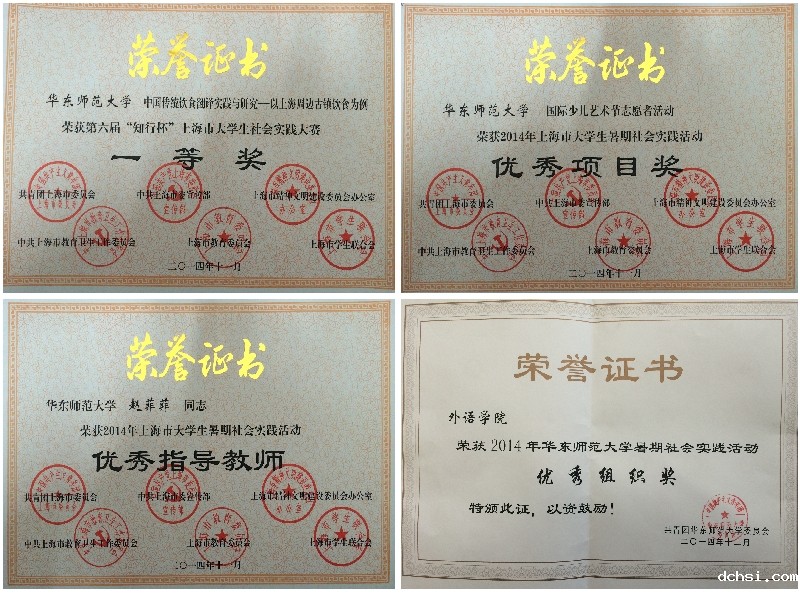 荣誉证书
华东师范大学 中国传统饮食翻译实践与研究—以上海周边古镇饮食为例
荣获第六届“知行杯”上海市大学生社会实践大赛
一等奖
共青团上海市委员会 中共上海市委宣传部 上海市精神文明建设委员会办公室
中共上海市教育卫生工作委员会 上海市教育委员会 上海市学生联合会
二〇一四年十一月
荣誉证书
华东师范大学 国际少儿艺术节志愿者活动
荣获2014年上海市大学生暑期社会实践活动
优秀项目奖
共青团上海市委员会 中共上海市委宣传部 上海市精神文明建设委员会办公室
中共上海市教育卫生工作委员会 上海市教育委员会 上海市学生联合会
二〇一四年十一月
荣誉证书
华东师范大学 赵菲菲 同志
荣获2014年上海市大学生暑期社会实践活动
优秀指导教师
共青团上海市委员会 中共上海市委宣传部 上海市精神文明建设委员会办公室
中共上海市教育卫生工作委员会 上海市教育委员会 上海市学生联合会
二〇一四年十一月
荣誉证书
外语学院
荣获2014年华东师范大学暑期社会实践活动
优秀组织奖
特颁此证，以资鼓励！
共青团华东师范大学委员会
二〇一四年十二月
dchsi.com